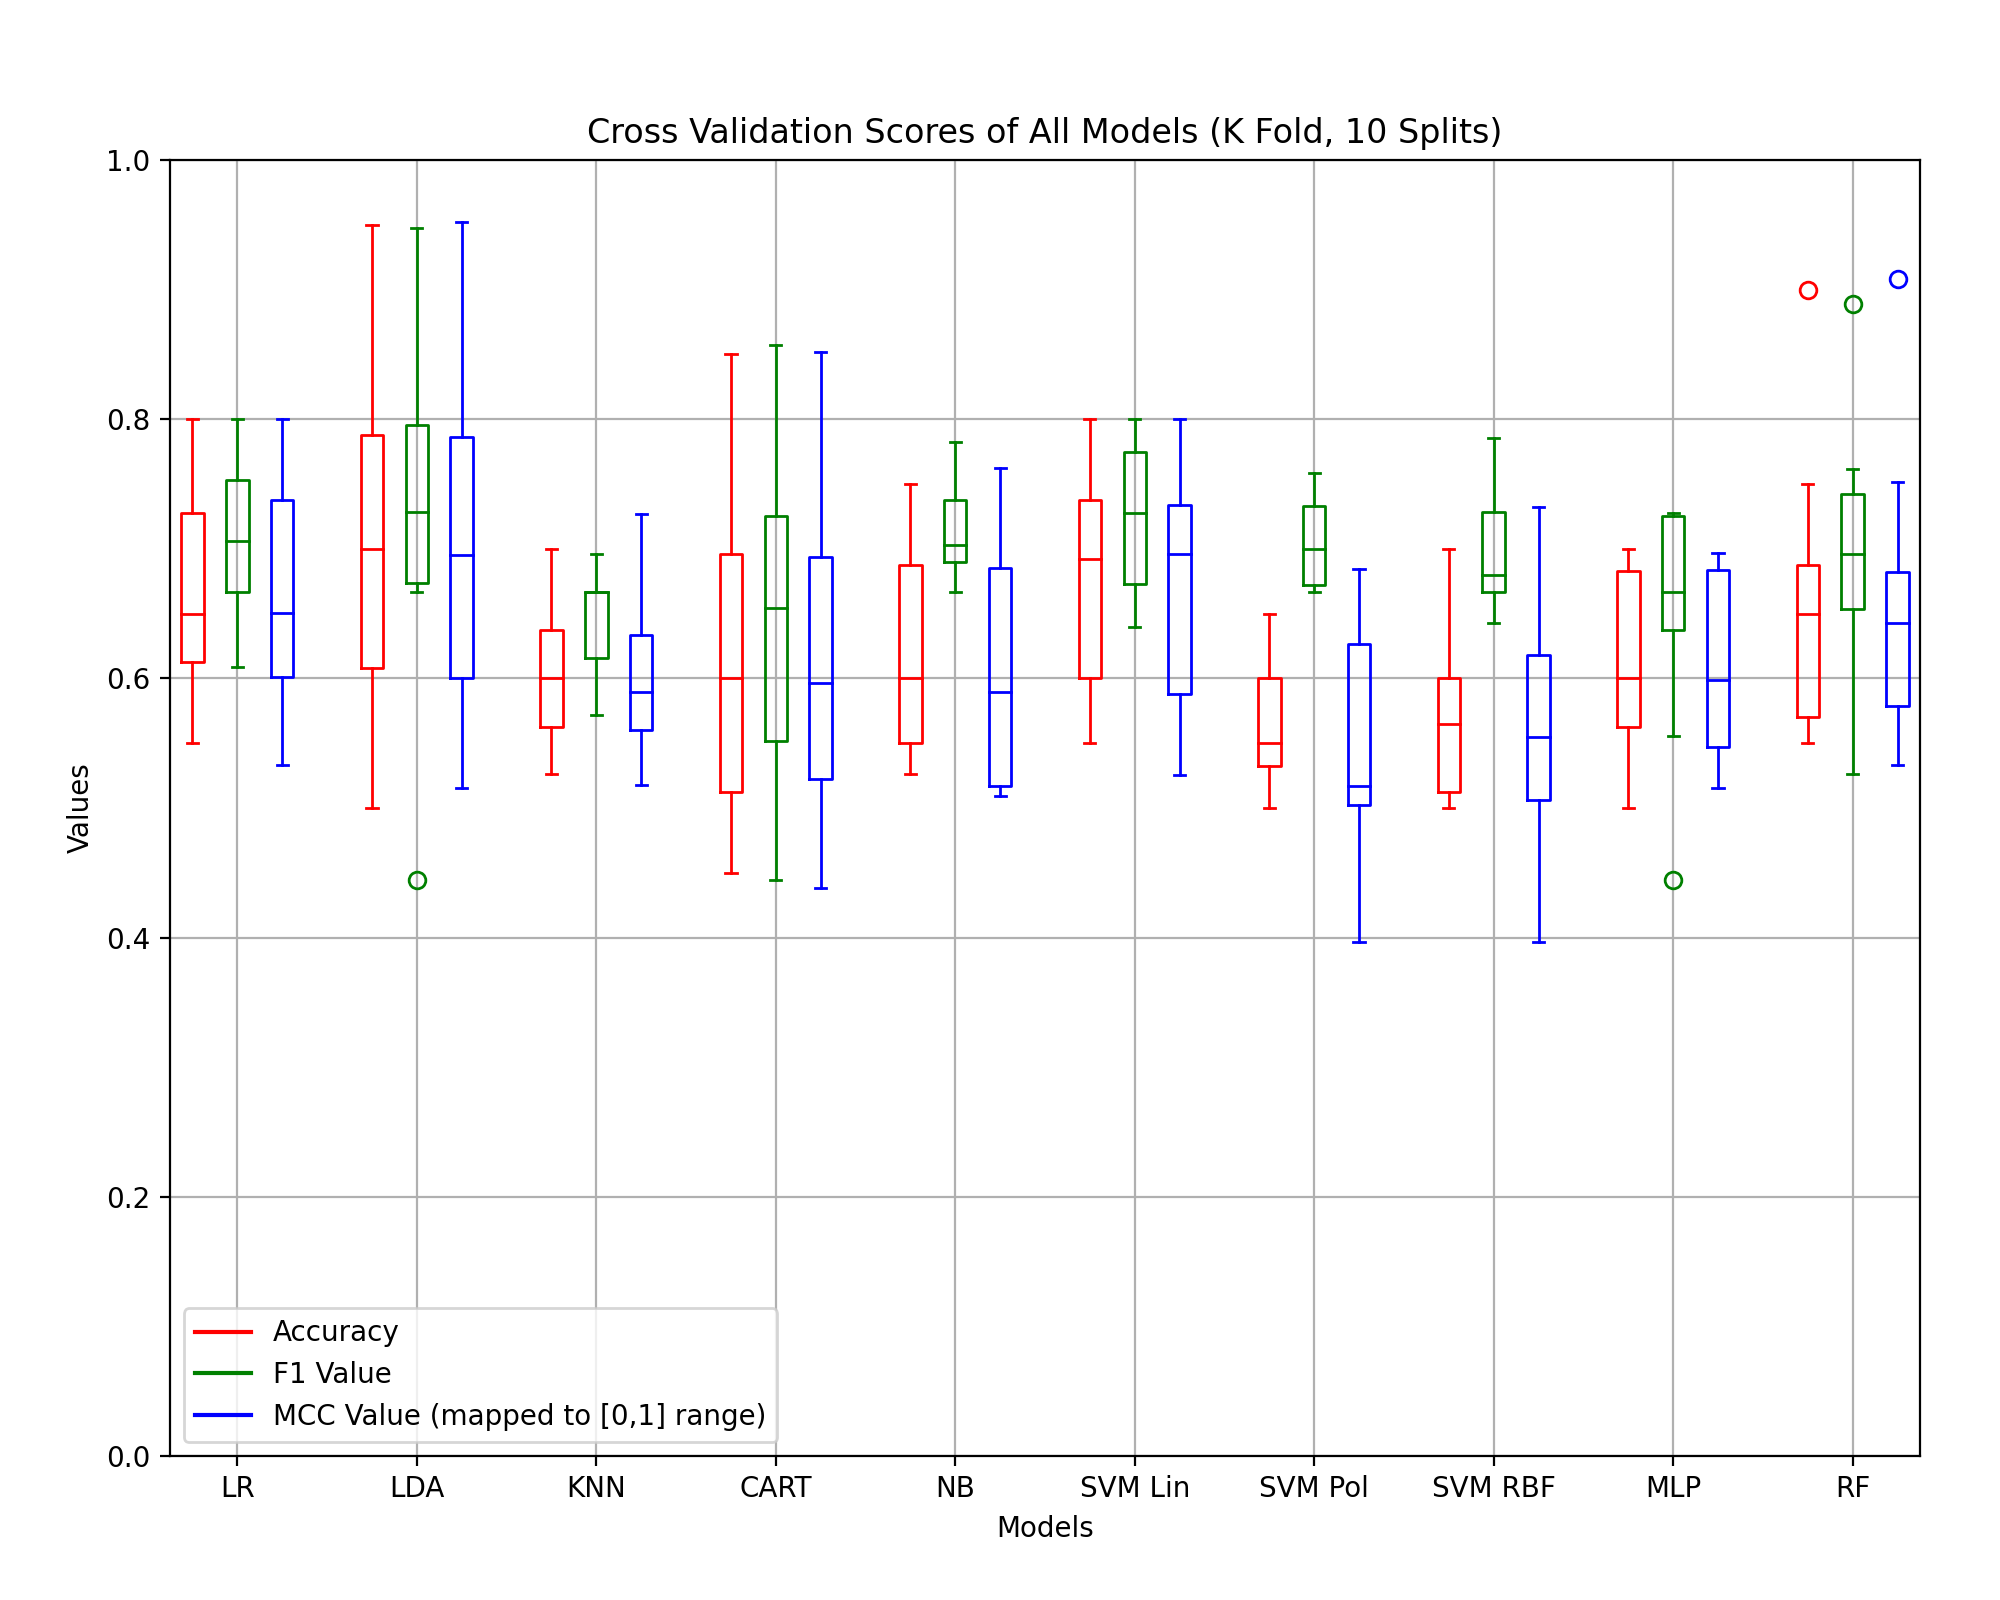 Cross Validation Scores of All Models (K Fold, 10 Splits)
1.0
0.8
0.6
0.4
0.2
0.0
Values
Accuracy
F1 Value
MCC Value (mapped to [0,1] range)
LR LDA KNN CART NB SVM Lin SVM Pol SVM RBF MLP RF
Models